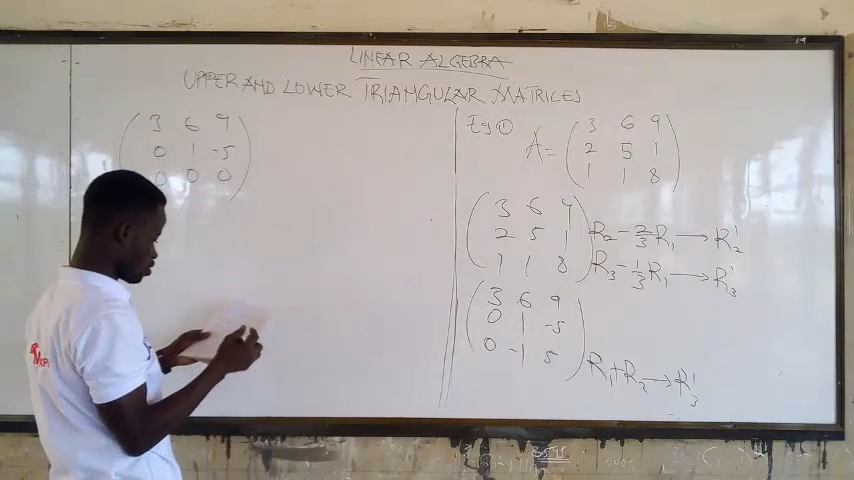 LINEAR ALGEBRA
UPPER AND LOWER TRIAMGULAR MATRICES
3 6 9
0 1 -5
0 0 0
Eg ①
A = 3 6 9
2 5 1
1 1 8
3 6 9
2 5 1 R₂ - 2/3 R₁ → R₂'
1 1 8 R₃ - 1/3 R₁ → R₃'
3 6 9
0 1 -5
0 -1 5
R₁ + R₂ → R₃'